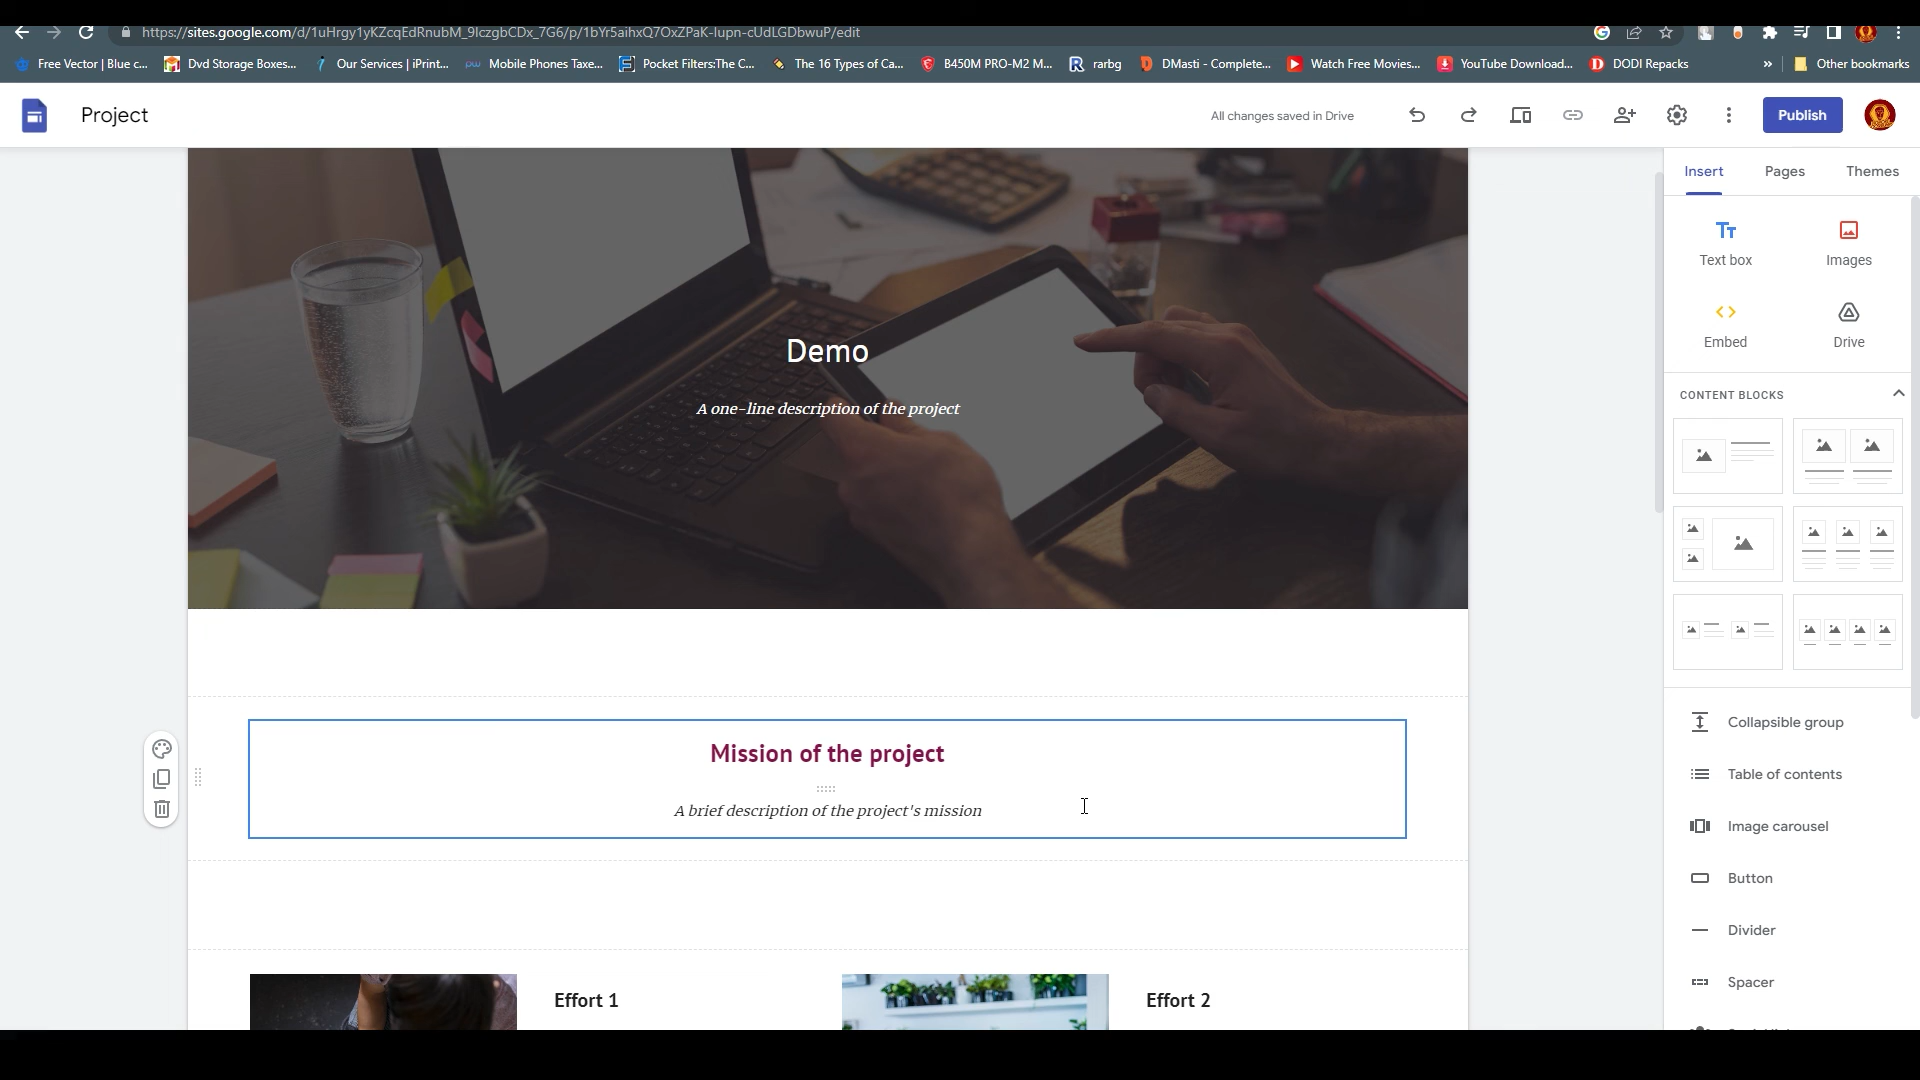 https://sites.google.com/d/1uHrgy1yKZcqEdRnubM_9lczgbCDx_7G6/p/1bYr5aihxQ7OxZPaK-lupn-cUdLGDbwuP/edit
Free Vector | Blue c...
Dvd Storage Boxes...
Our Services | iPrint...
Mobile Phones Taxe...
Pocket Filters:The C...
The 16 Types of Ca...
B450M PRO-M2 M...
rarbg
DMasti - Complete...
Watch Free Movies...
YouTube Download...
DODI Repacks
»
Other bookmarks
Project
All changes saved in Drive
Publish
Insert
Pages
Themes
Text box
Images
Embed
Drive
CONTENT BLOCKS
Demo
A one-line description of the project
Mission of the project
A brief description of the project's mission
Effort 1
Effort 2
Collapsible group
Table of contents
Image carousel
Button
Divider
Spacer